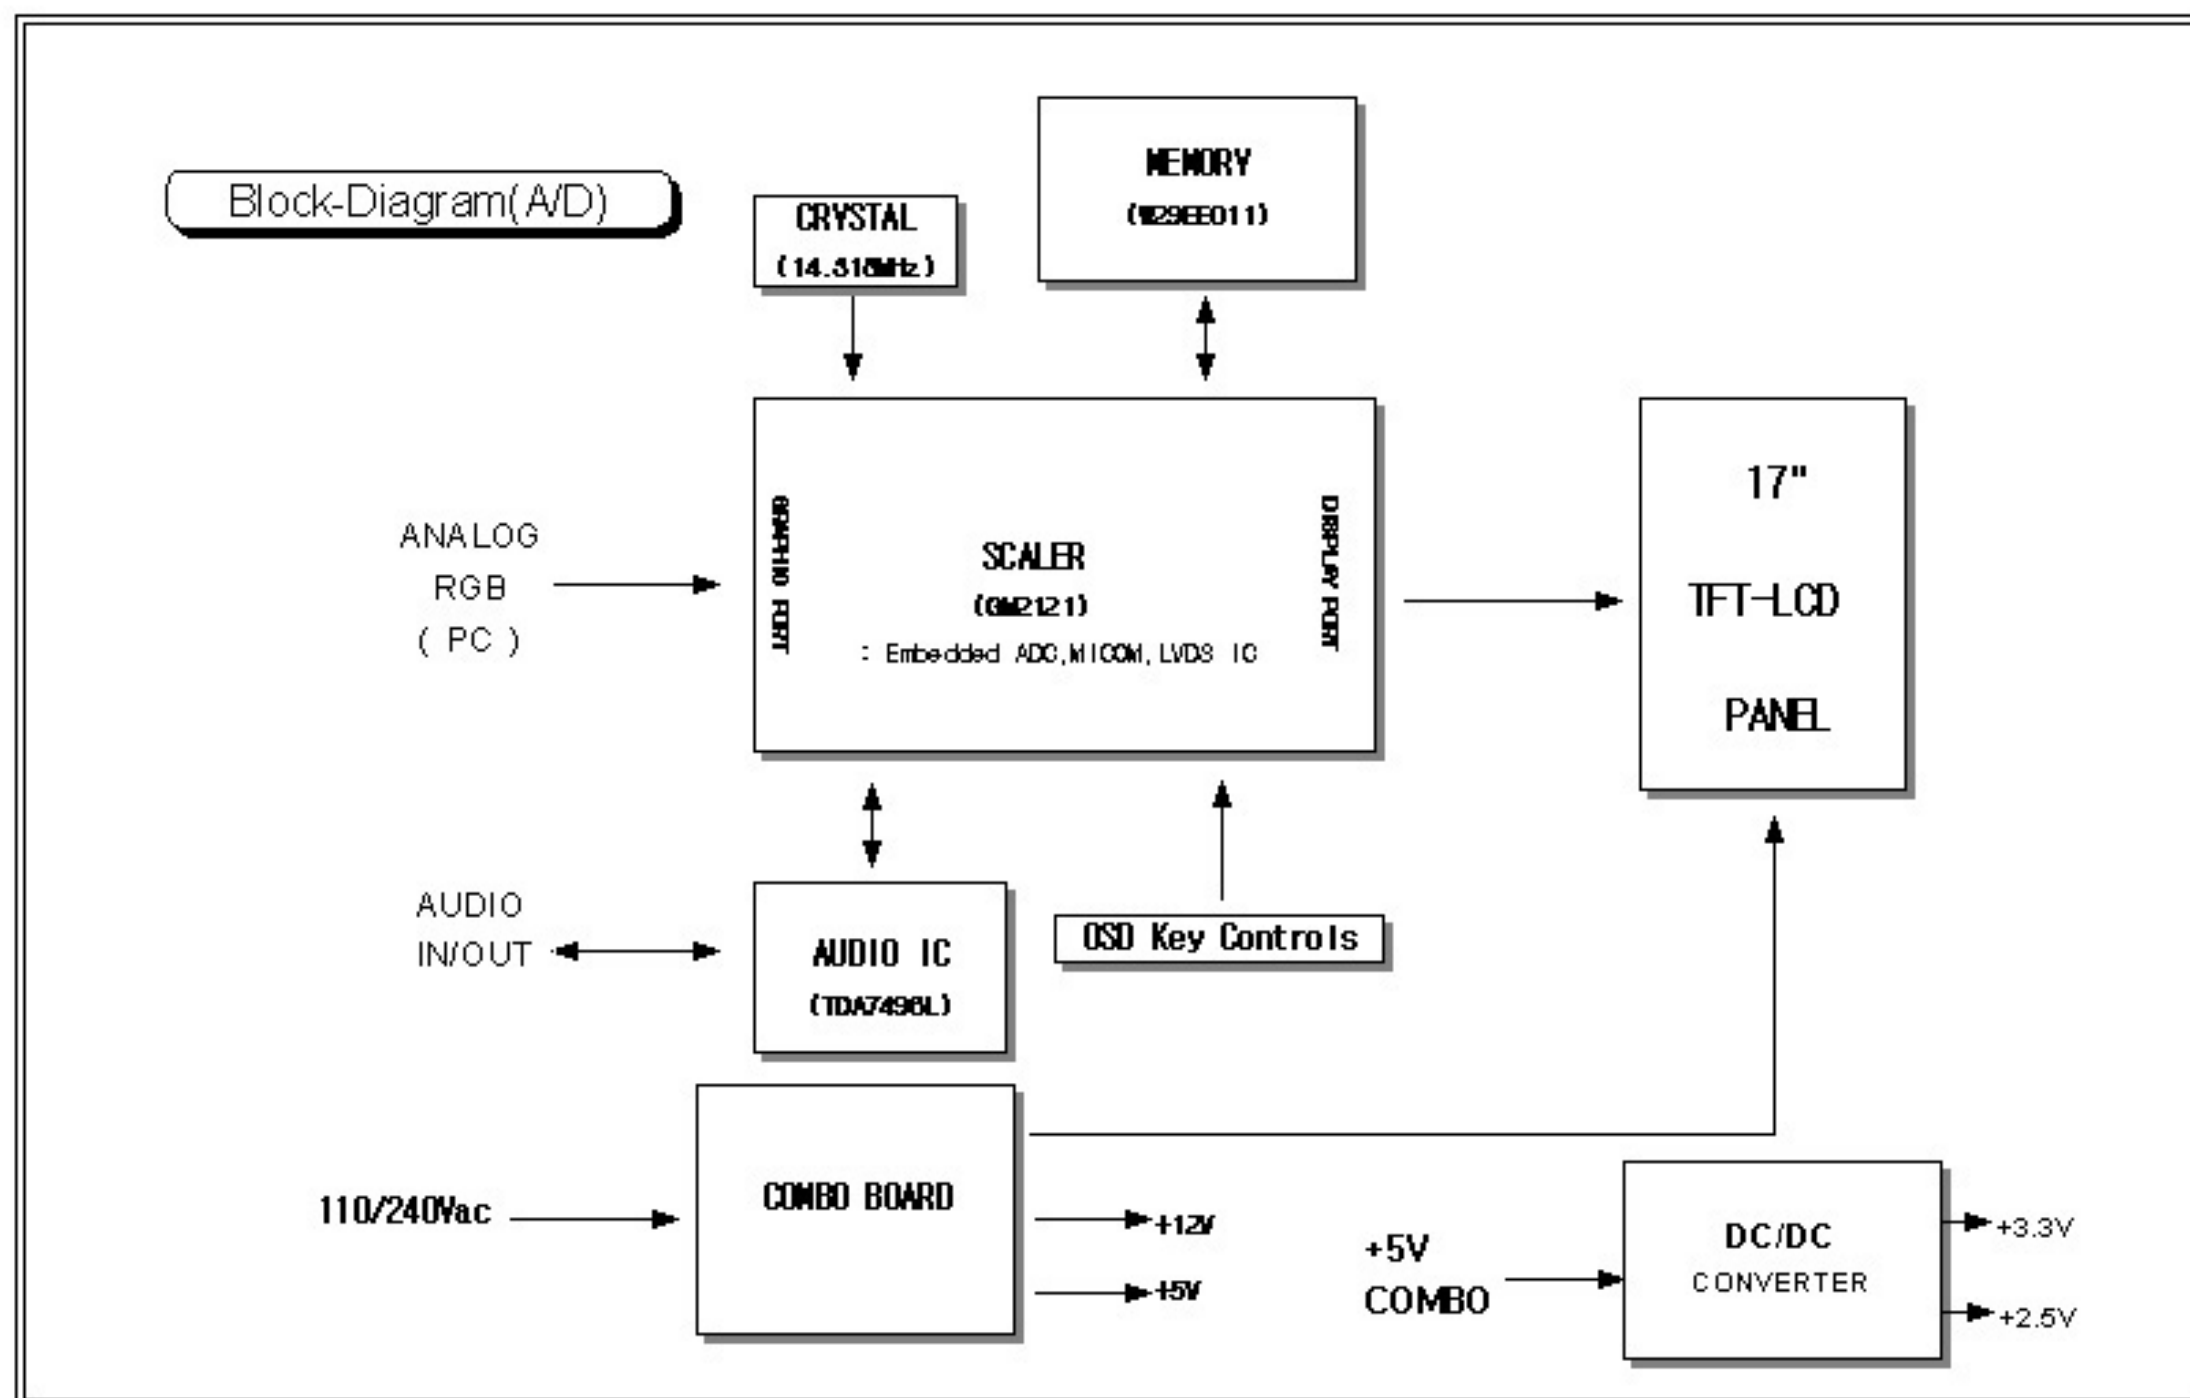 Block-Diagram(A/D)
MEMORY
(W29EE011)
CRYSTAL
(14.318MHz)
ANALOG
RGB
( PC )
GRAPHIC PORT
SCALER
(GM2121)
: Embedded ADC,MICOM,LVDS IC
DISPLAY PORT
17"
TFT-LCD
PANEL
AUDIO
IN/OUT
AUDIO IC
(TDA7496L)
OSD Key Controls
110/240Vac
COMBO BOARD
+12V
+5V
+5V
COMBO
DC/DC
CONVERTER
+3.3V
+2.5V